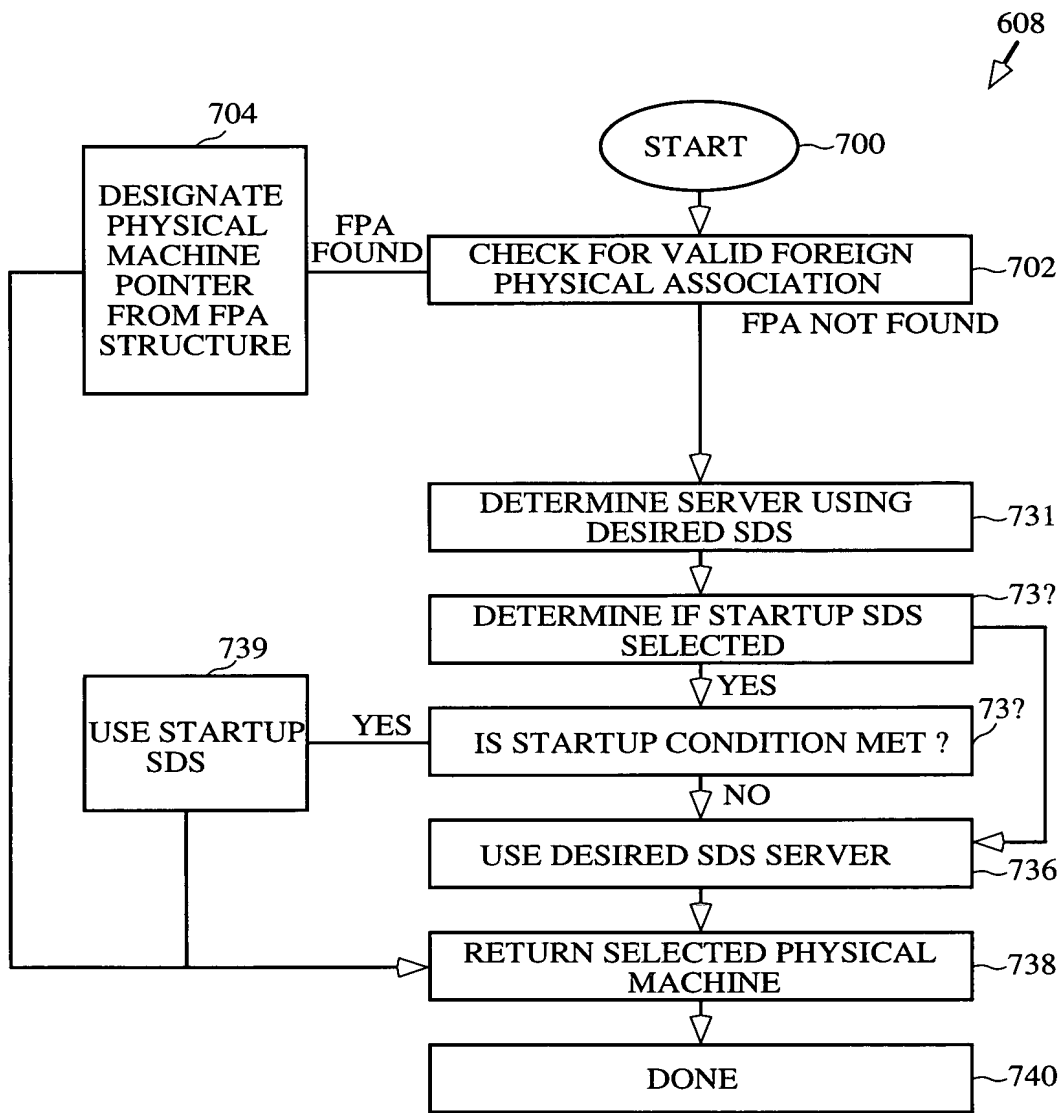 608
704
DESIGNATE
PHYSICAL
MACHINE
POINTER
FROM FPA
STRUCTURE
START
700
FPA
FOUND
CHECK FOR VALID FOREIGN
PHYSICAL ASSOCIATION
702
FPA NOT FOUND
DETERMINE SERVER USING
DESIRED SDS
731
DETERMINE IF STARTUP SDS
SELECTED
73?
YES
739
USE STARTUP
SDS
YES
IS STARTUP CONDITION MET ?
73?
NO
USE DESIRED SDS SERVER
736
RETURN SELECTED PHYSICAL
MACHINE
738
DONE
740